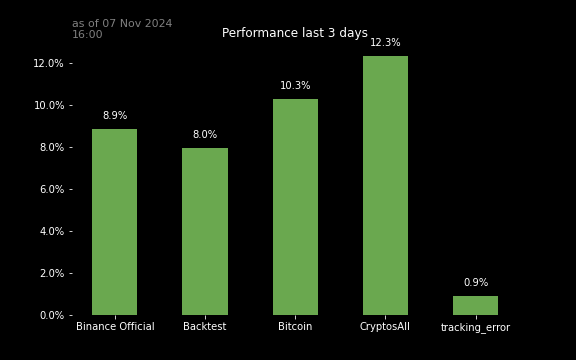 as of 07 Nov 2024
16:00
Performance last 3 days
12.3%
12.0%
10.3%
10.0%
8.9%
8.0%
8.0%
6.0%
4.0%
2.0%
0.9%
0.0%
Binance Official
Backtest
Bitcoin
CryptosAll
tracking_error